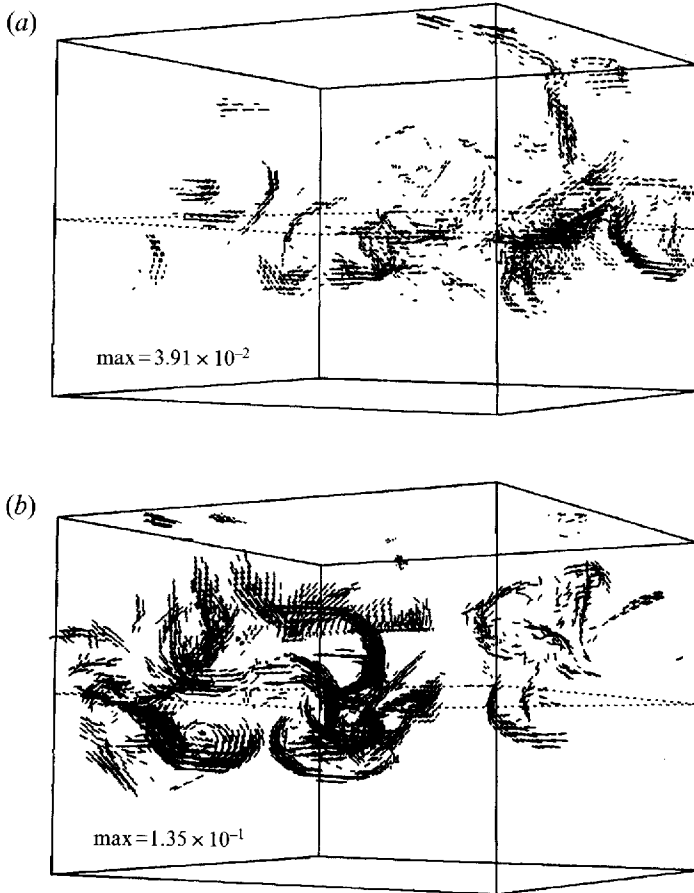 (a)
max = 3.91 × 10⁻²
(b)
max = 1.35 × 10⁻¹